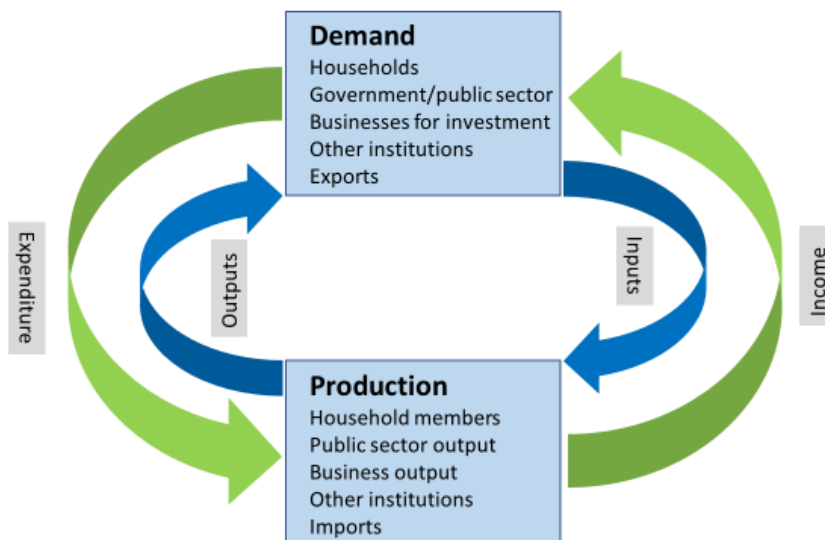 Demand
Households
Government/public sector
Businesses for investment
Other institutions
Exports
Expenditure
Outputs
Inputs
Income
Production
Household members
Public sector output
Business output
Other institutions
Imports